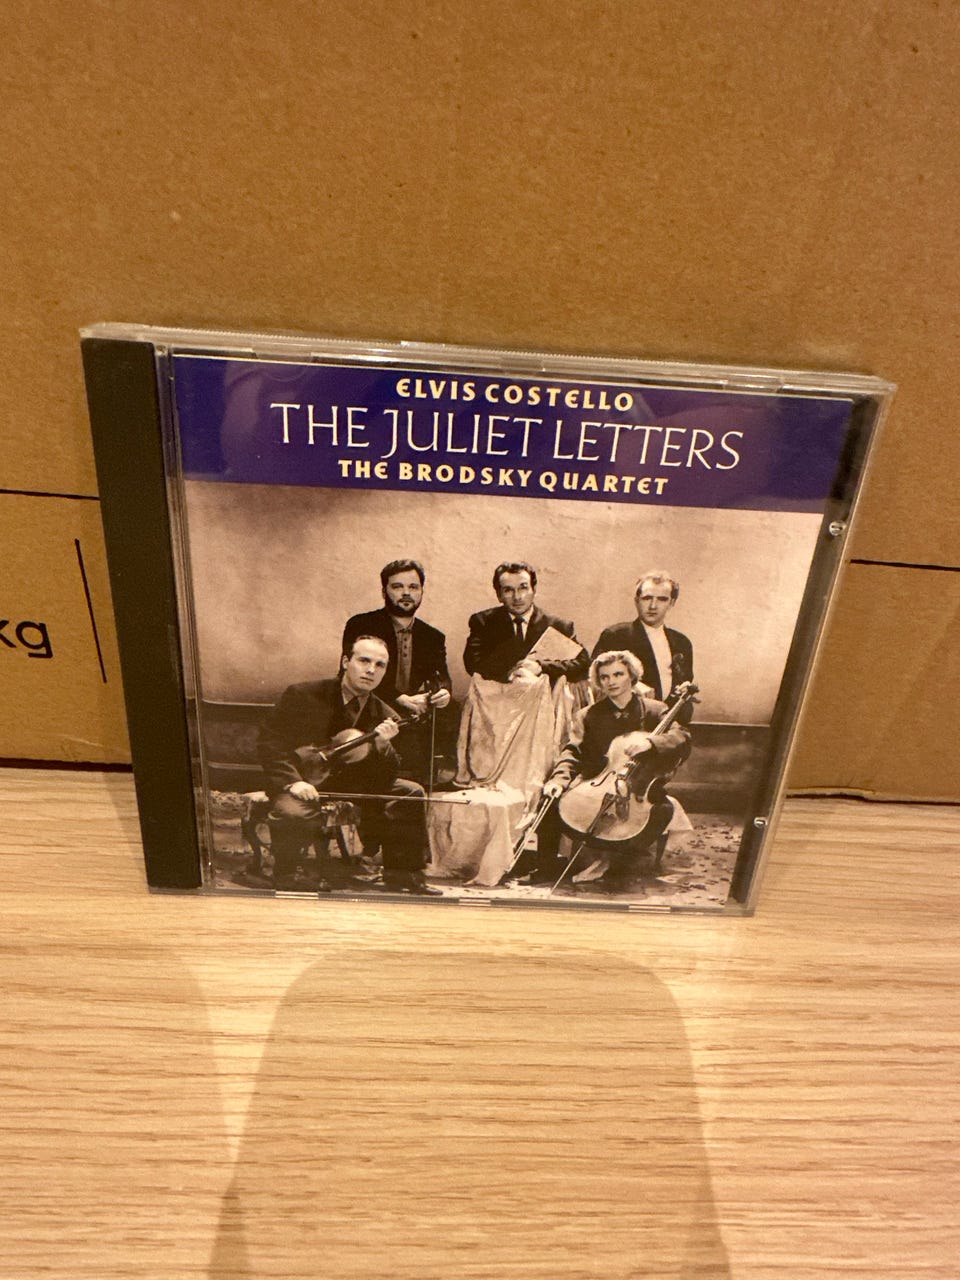 ELVIS COSTELLO
THE JULIET LETTERS
THE BRODSKY QUARTET
kg